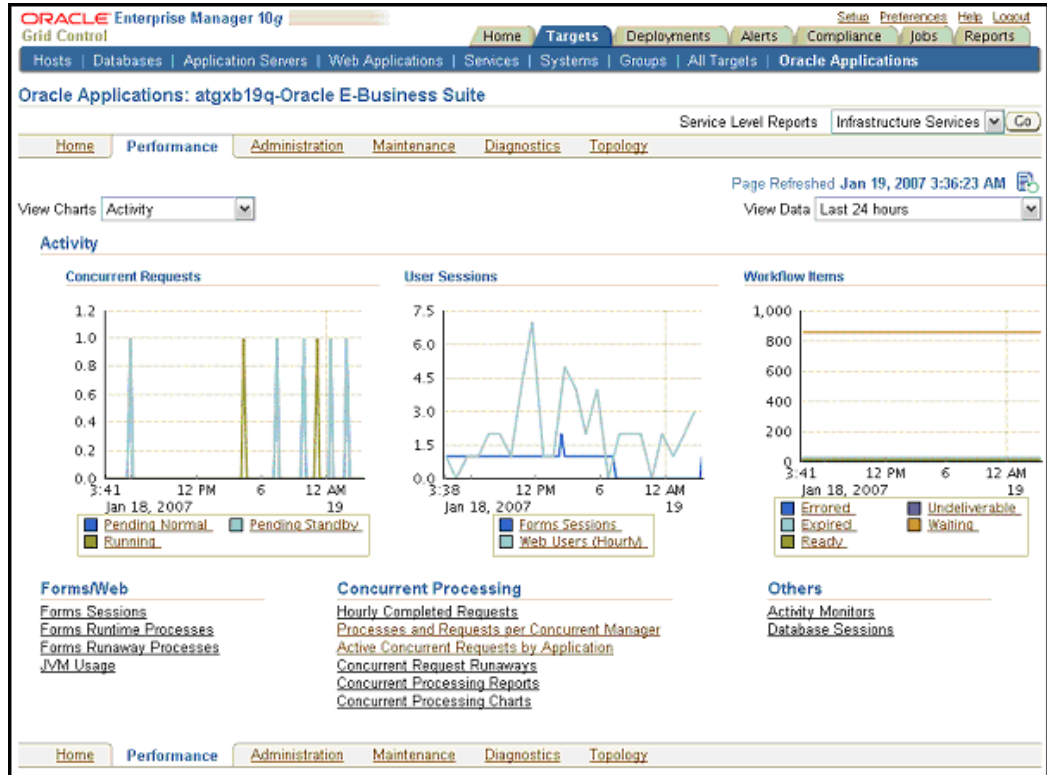 ORACLE Enterprise Manager 10g
Grid Control
Setup Preferences Help Logout
Home Targets Deployments Alerts Compliance Jobs Reports
Hosts | Databases | Application Servers | Web Applications | Services | Systems | Groups | All Targets | Oracle Applications
Oracle Applications: atgxb19q-Oracle E-Business Suite
Service Level Reports Infrastructure Services Go
Home Performance Administration Maintenance Diagnostics Topology
Page Refreshed Jan 19, 2007 3:36:23 AM
View Charts Activity View Data Last 24 hours
Activity
Concurrent Requests
1.2
1.0
0.8
0.6
0.4
0.2
0.0
3:41 12 PM 6 12 AM
Jan 18, 2007 19
Pending Normal Pending Standby
Running
User Sessions
7.5
6.0
4.5
3.0
1.5
0.0
3:38 12 PM 6 12 AM
Jan 18, 2007 19
Forms Sessions
Web Users (Hourly)
Workflow Items
1,000
800
600
400
200
0
3:41 12 PM 6 12 AM
Jan 18, 2007 19
Errored Undeliverable
Expired Waiting
Ready
Forms/Web
Forms Sessions
Forms Runtime Processes
Forms Runaway Processes
JVM Usage
Concurrent Processing
Hourly Completed Requests
Processes and Requests per Concurrent Manager
Active Concurrent Requests by Application
Concurrent Request Runaways
Concurrent Processing Reports
Concurrent Processing Charts
Others
Activity Monitors
Database Sessions
Home Performance Administration Maintenance Diagnostics Topology